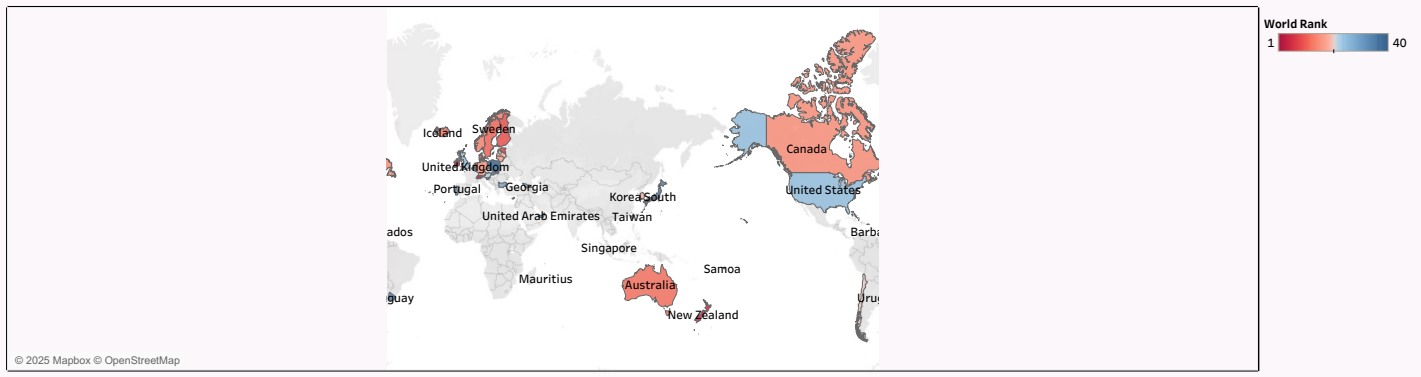 World Rank
1
40
Iceland
Sweden
Canada
United Kingdom
Portugal
Georgia
United States
Korea South
United Arab Emirates
Taiwan
ados
Barba
Singapore
Samoa
Mauritius
Australia
guay
Urug
New Zealand
© 2025 Mapbox © OpenStreetMap